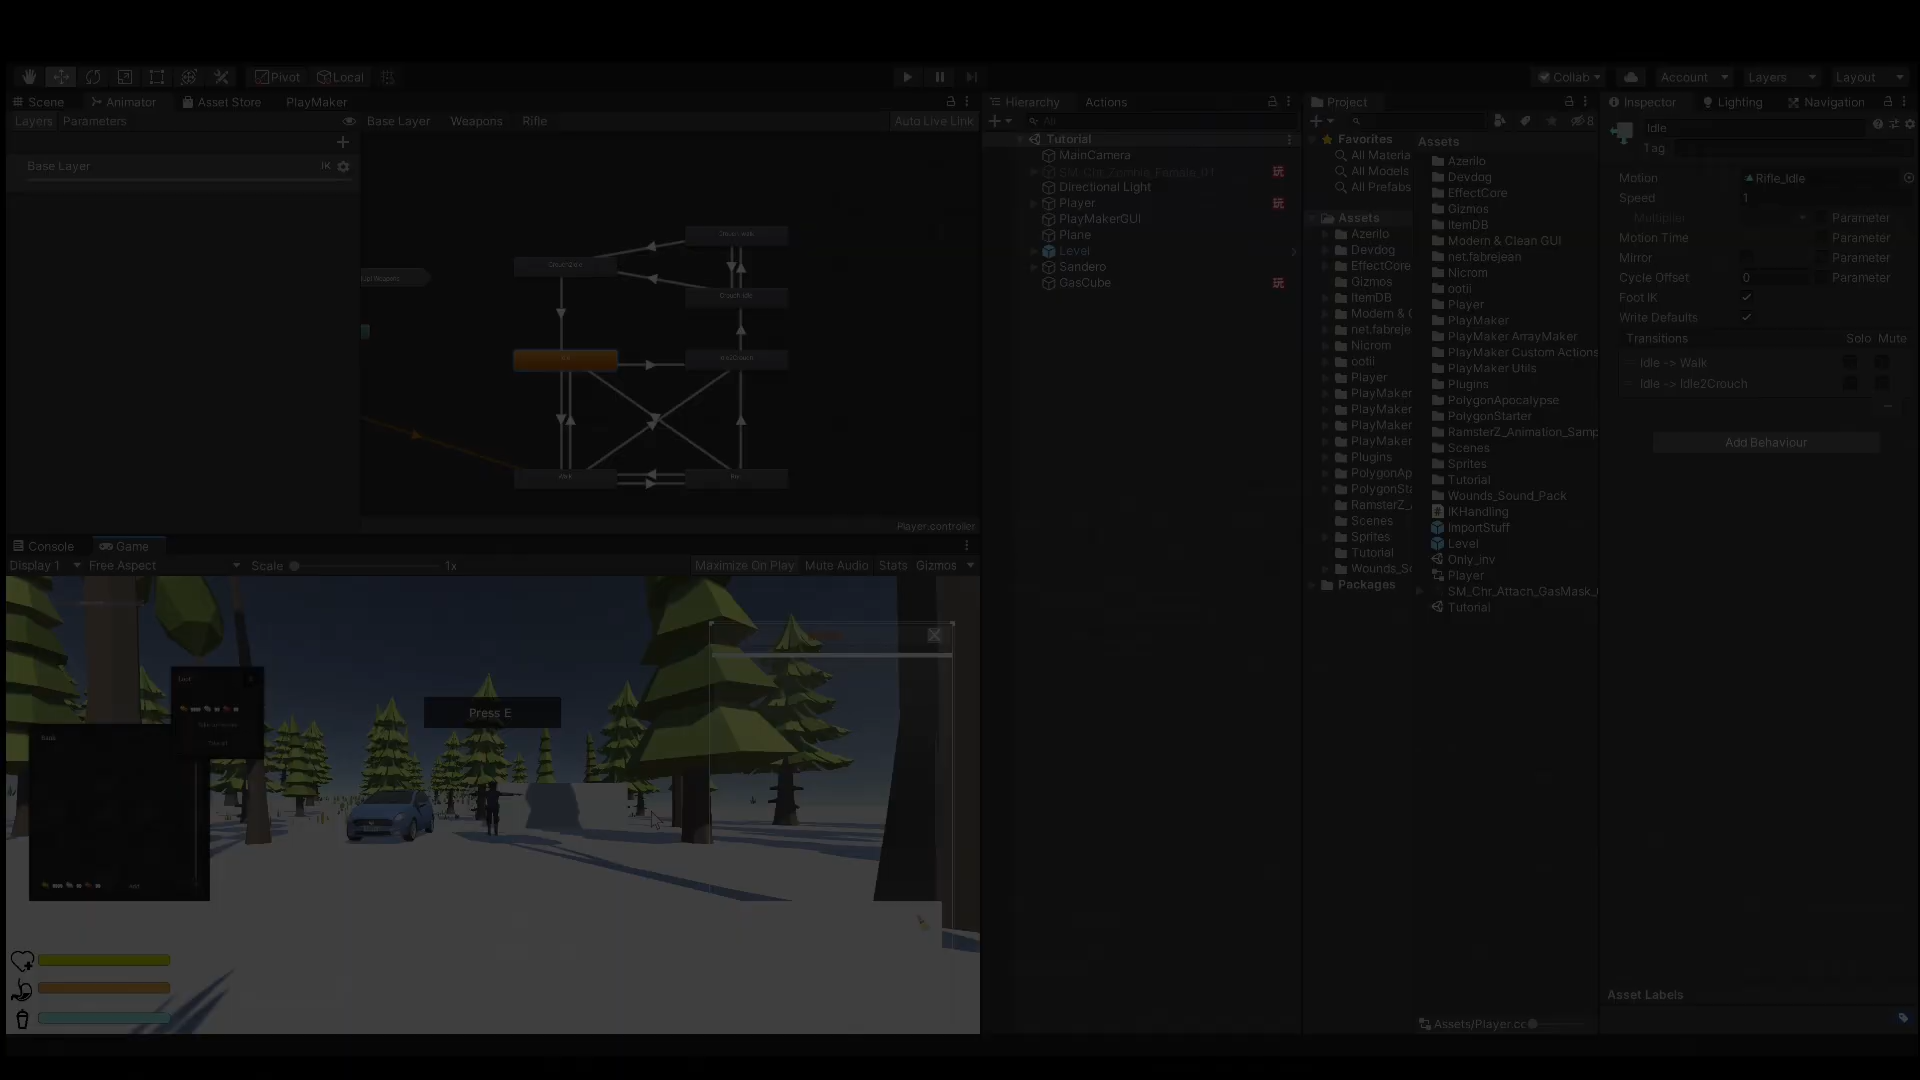 Pivot Local
Collab Account Layers Layout
Scene Animator Asset Store PlayMaker
Layers Parameters
Base Layer Weapons Rifle Auto Live Link
Base Layer IK
Idle
Walk
Player.controller
Console Game
Display 1 Free Aspect Scale 1x Maximize On Play Mute Audio Stats Gizmos
Press E
Hierarchy Actions
All
Tutorial
MainCamera
SM_Chr_Zombie_Female_01
Directional Light
Player
PlayMakerGUI
Plane
Level
Sandero
GasCube
Project
8
Favorites
All Materia
All Models
All Prefabs
Assets
Azerilo
Devdog
EffectCore
Gizmos
ItemDB
Modern & C
net.fabreje
Nicrom
ootii
Player
PlayMaker
PlayMaker
PlayMaker
PlayMaker
Plugins
PolygonAp
PolygonSta
RamsterZ_
Scenes
Sprites
Tutorial
Wounds_So
Packages
Assets
Azerilo
Devdog
EffectCore
Gizmos
ItemDB
Modern & Clean GUI
net.fabrejean
Nicrom
ootii
Player
PlayMaker
PlayMaker ArrayMaker
PlayMaker Custom Actions
PlayMaker Utils
Plugins
PolygonApocalypse
PolygonStarter
RamsterZ_Animation_Samp
Scenes
Sprites
Tutorial
Wounds_Sound_Pack
IKHandling
ImportStuff
Level
Only_inv
Player
SM_Chr_Attach_GasMask_
Tutorial
Assets/Player.co
Inspector Lighting Navigation
Idle
Tag
Motion Rifle_Idle
Speed 1
Multiplier Parameter
Motion Time Parameter
Mirror Parameter
Cycle Offset 0 Parameter
Foot IK
Write Defaults
Transitions Solo Mute
Idle -> Walk
Idle -> Idle2Crouch
Add Behaviour
Asset Labels